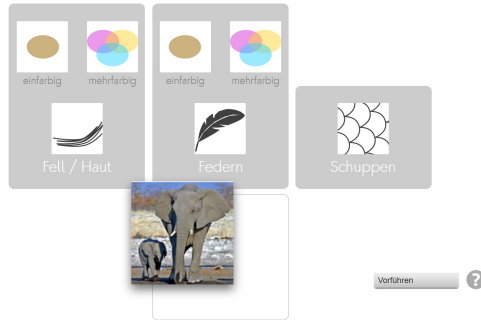 einfarbig mehrfarbig einfarbig mehrfarbig
Fell / Haut Federn Schuppen
Vorführen ?